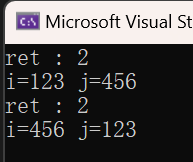 Microsoft Visual St
ret : 2
i=123 j=456
ret : 2
i=456 j=123